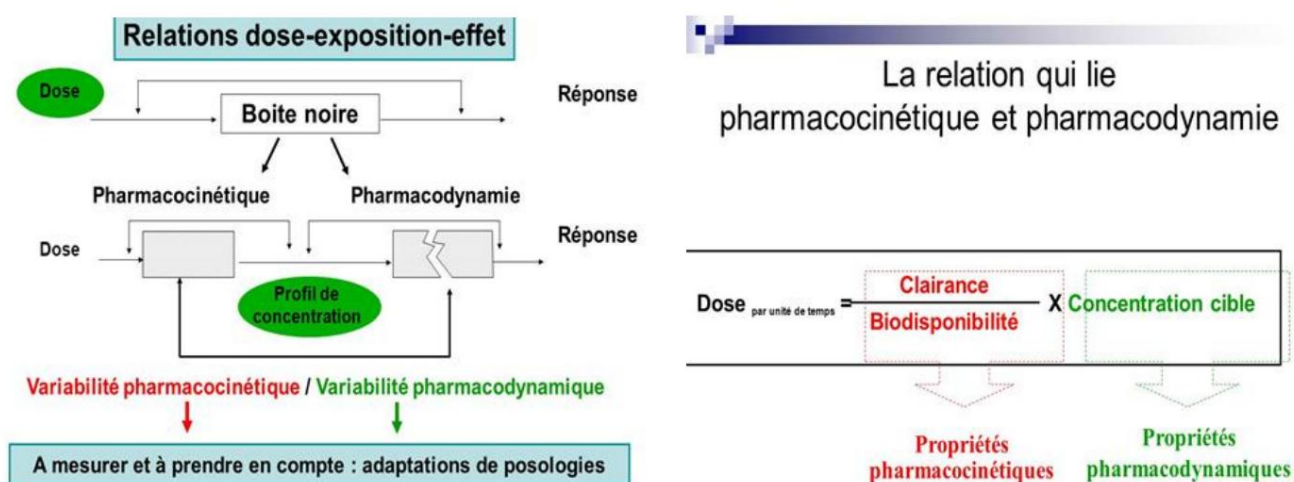 Relations dose-exposition-effet
Dose
Réponse
Boite noire
Pharmacocinétique
Pharmacodynamie
Dose
Réponse
Profil de
concentration
Variabilité pharmacocinétique / Variabilité pharmacodynamique
A mesurer et à prendre en compte : adaptations de posologies
La relation qui lie
pharmacocinétique et pharmacodynamie
Clairance
Dose par unité de temps = X Concentration cible
Biodisponibilité
Propriétés
pharmacocinétiques
Propriétés
pharmacodynamiques